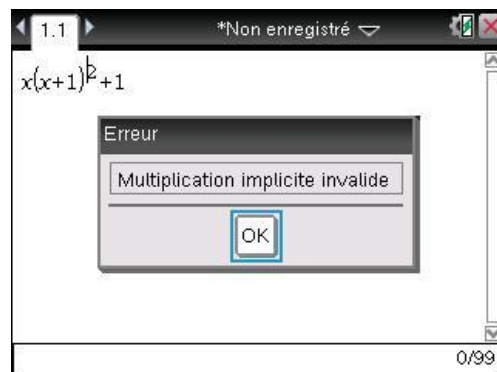 1.1
*Non enregistré
x(x+1)²+1
Erreur
Multiplication implicite invalide
OK
0/99